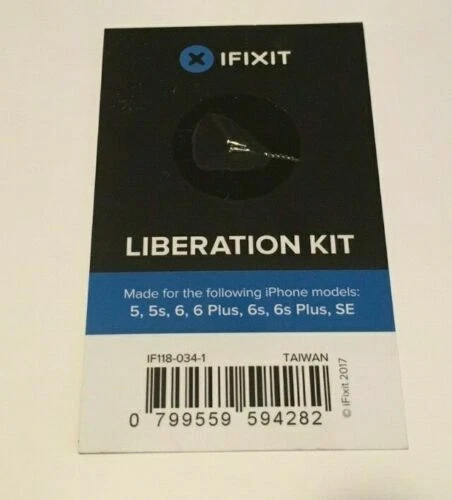 IFIXIT
LIBERATION KIT
Made for the following iPhone models:
5, 5s, 6, 6 Plus, 6s, 6s Plus, SE
IF118-034-1 TAIWAN
0 799559 594282
© iFixit 2017